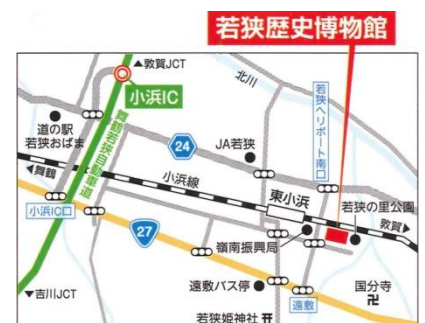 若狭歴史博物館
▲敦賀JCT
小浜IC
北川
道の駅
若狭おばま
舞鶴若狭自動車道
24
JA若狭
若狭ヘリポート南口
◀舞鶴
小浜線
東小浜
若狭の里公園
敦賀▶
小浜IC口
27
嶺南振興局
▼吉川JCT
遠敷バス停
遠敷
国分寺
卍
若狭姫神社